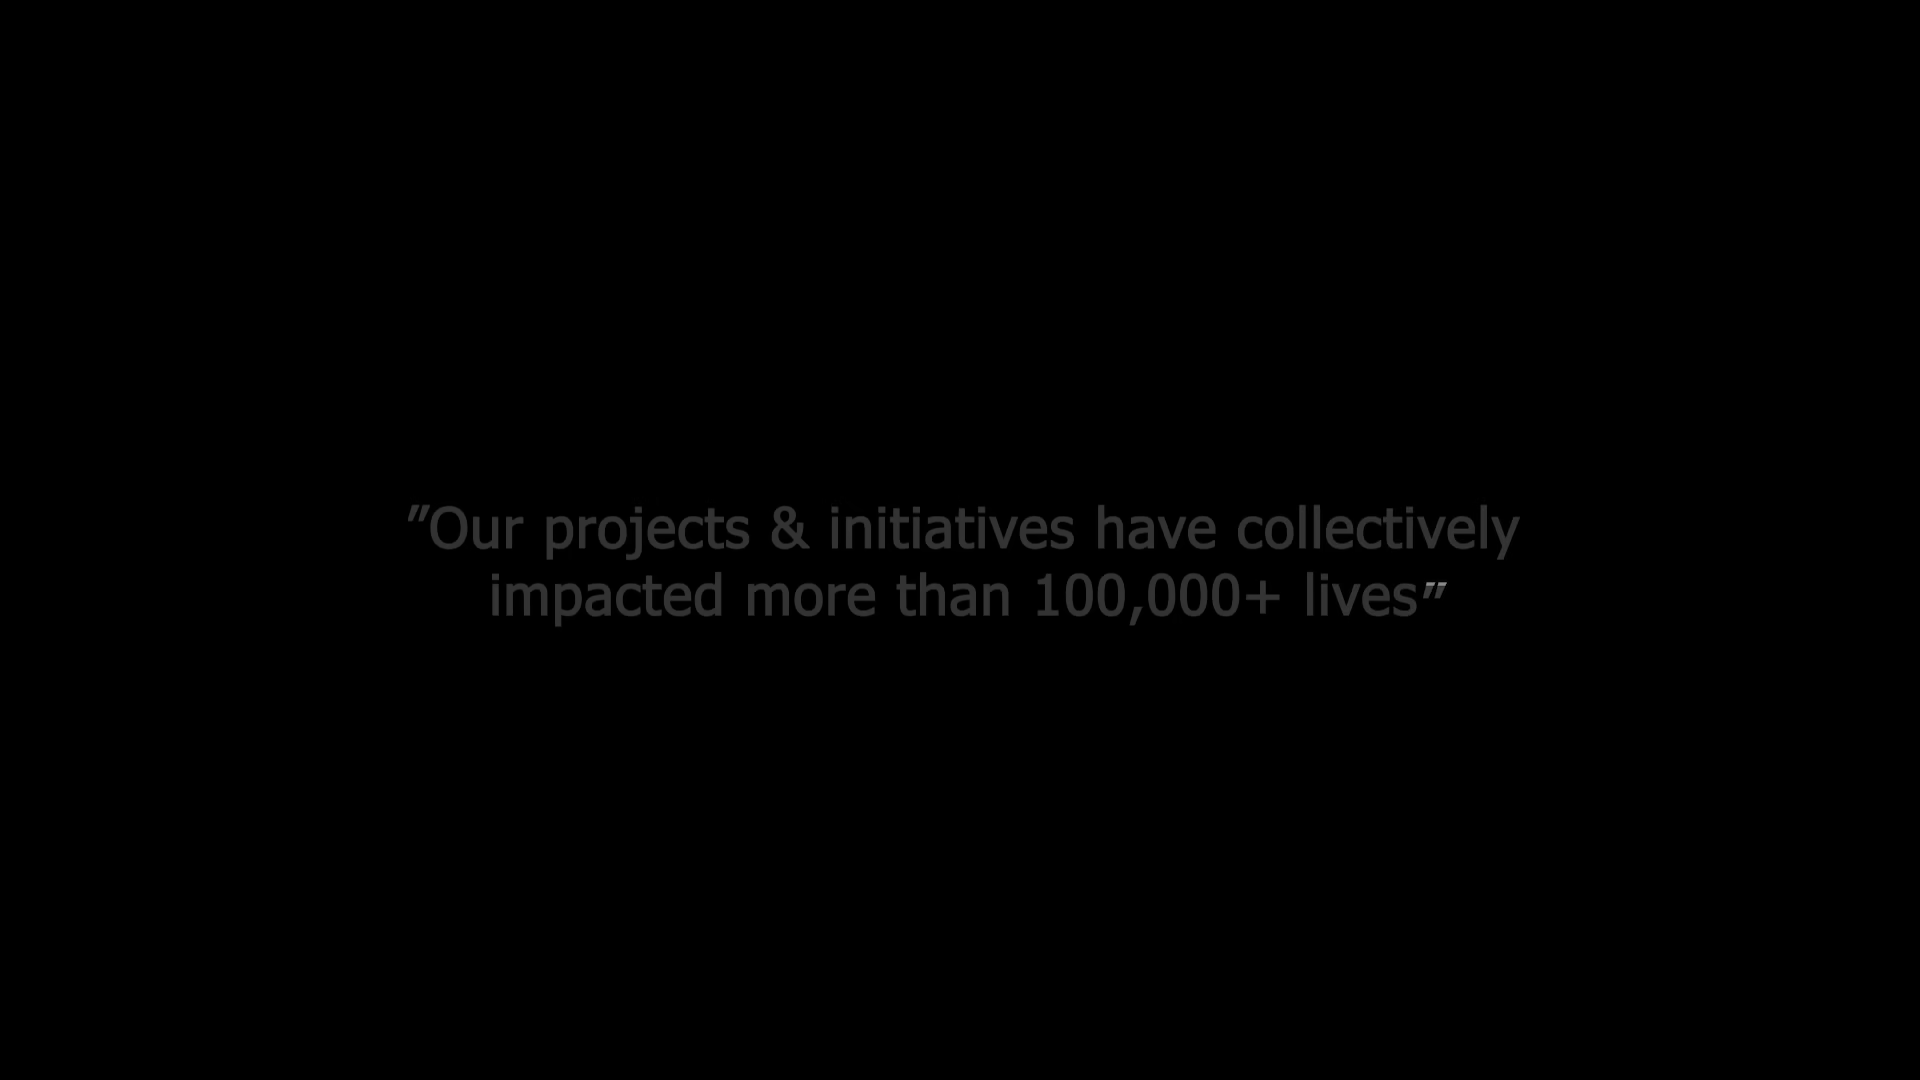 "Our projects & initiatives have collectively
impacted more than 100,000+ lives"